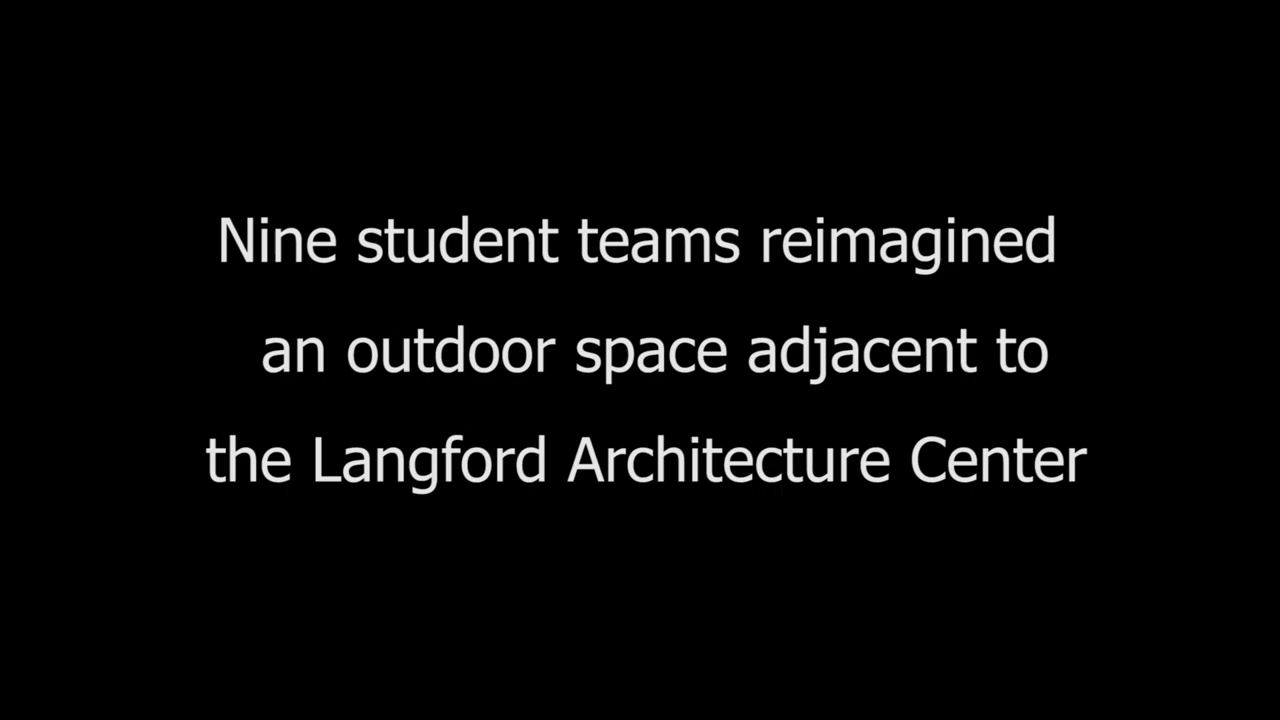 Nine student teams reimagined
an outdoor space adjacent to
the Langford Architecture Center